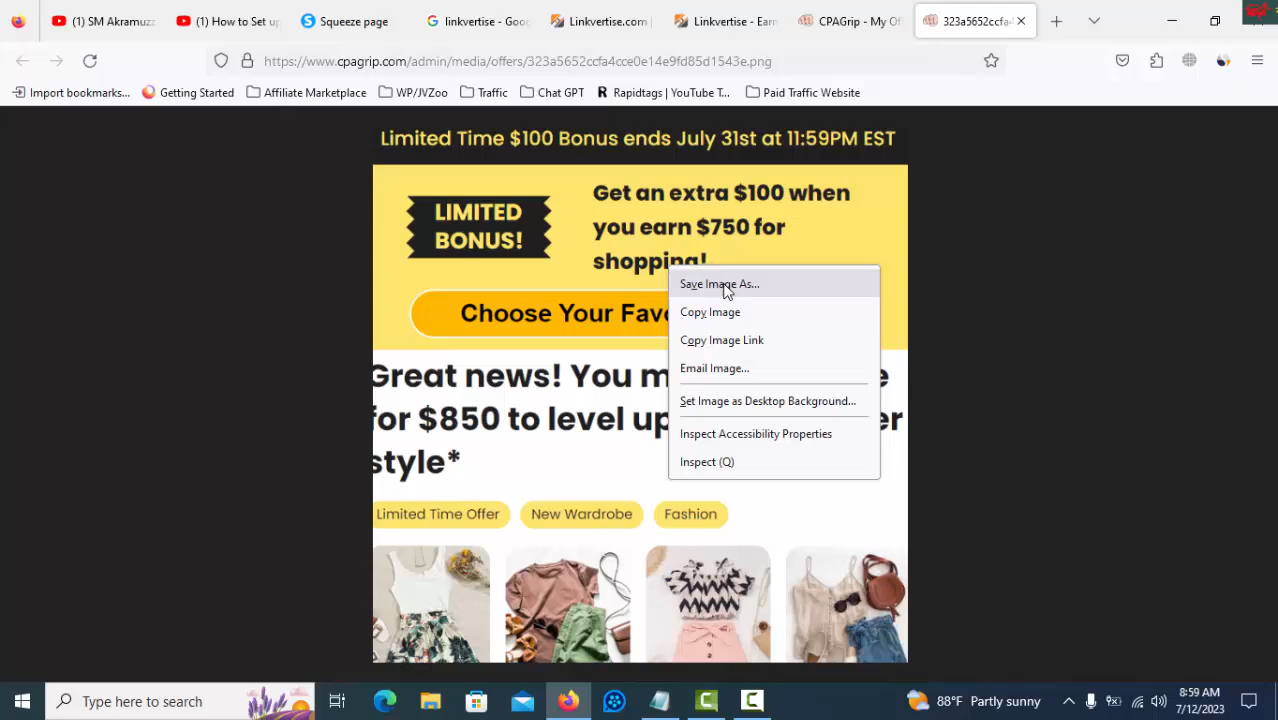 (1) SM Akramuzz
(1) How to Set up
Squeeze page
linkvertise - Goo
Linkvertise.com
Linkvertise - Earn
CPAGrip - My Of
323a5652ccfa4
https://www.cpagrip.com/admin/media/offers/323a5652ccfa4cce0e14e9fd85d1543e.png
Import bookmarks...
Getting Started
Affiliate Marketplace
WP/JVZoo
Traffic
Chat GPT
Rapidtags | YouTube T...
Paid Traffic Website
Limited Time $100 Bonus ends July 31st at 11:59PM EST
LIMITED
BONUS!
Get an extra $100 when
you earn $750 for
shopping!
Choose Your Favo
Save Image As...
Copy Image
Copy Image Link
Email Image...
Set Image as Desktop Background...
Inspect Accessibility Properties
Inspect (Q)
Great news! You m
for $850 to level up
er
style*
Limited Time Offer
New Wardrobe
Fashion
Type here to search
88°F Partly sunny
8:59 AM
7/12/2023